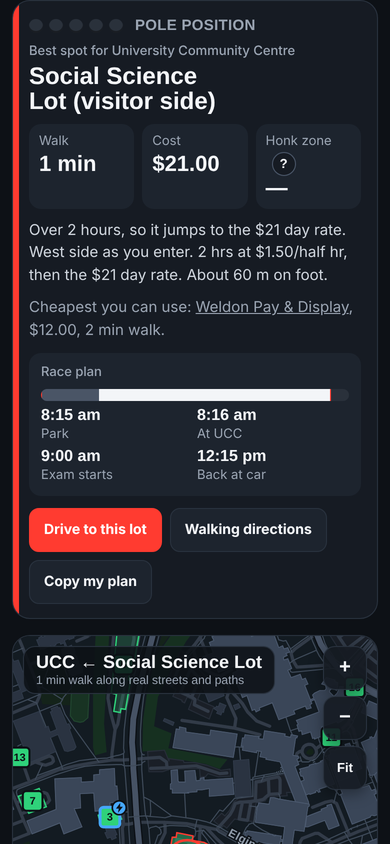 POLE POSITION
Best spot for University Community Centre
Social Science
Lot (visitor side)
Walk
1 min
Cost
$21.00
Honk zone
?
—
Over 2 hours, so it jumps to the $21 day rate.
West side as you enter. 2 hrs at $1.50/half hr,
then the $21 day rate. About 60 m on foot.
Cheapest you can use: Weldon Pay & Display,
$12.00, 2 min walk.
Race plan
8:15 am
Park
8:16 am
At UCC
9:00 am
Exam starts
12:15 pm
Back at car
Drive to this lot
Walking directions
Copy my plan
UCC ← Social Science Lot
1 min walk along real streets and paths
+
−
Fit
13
7
3
Elgin